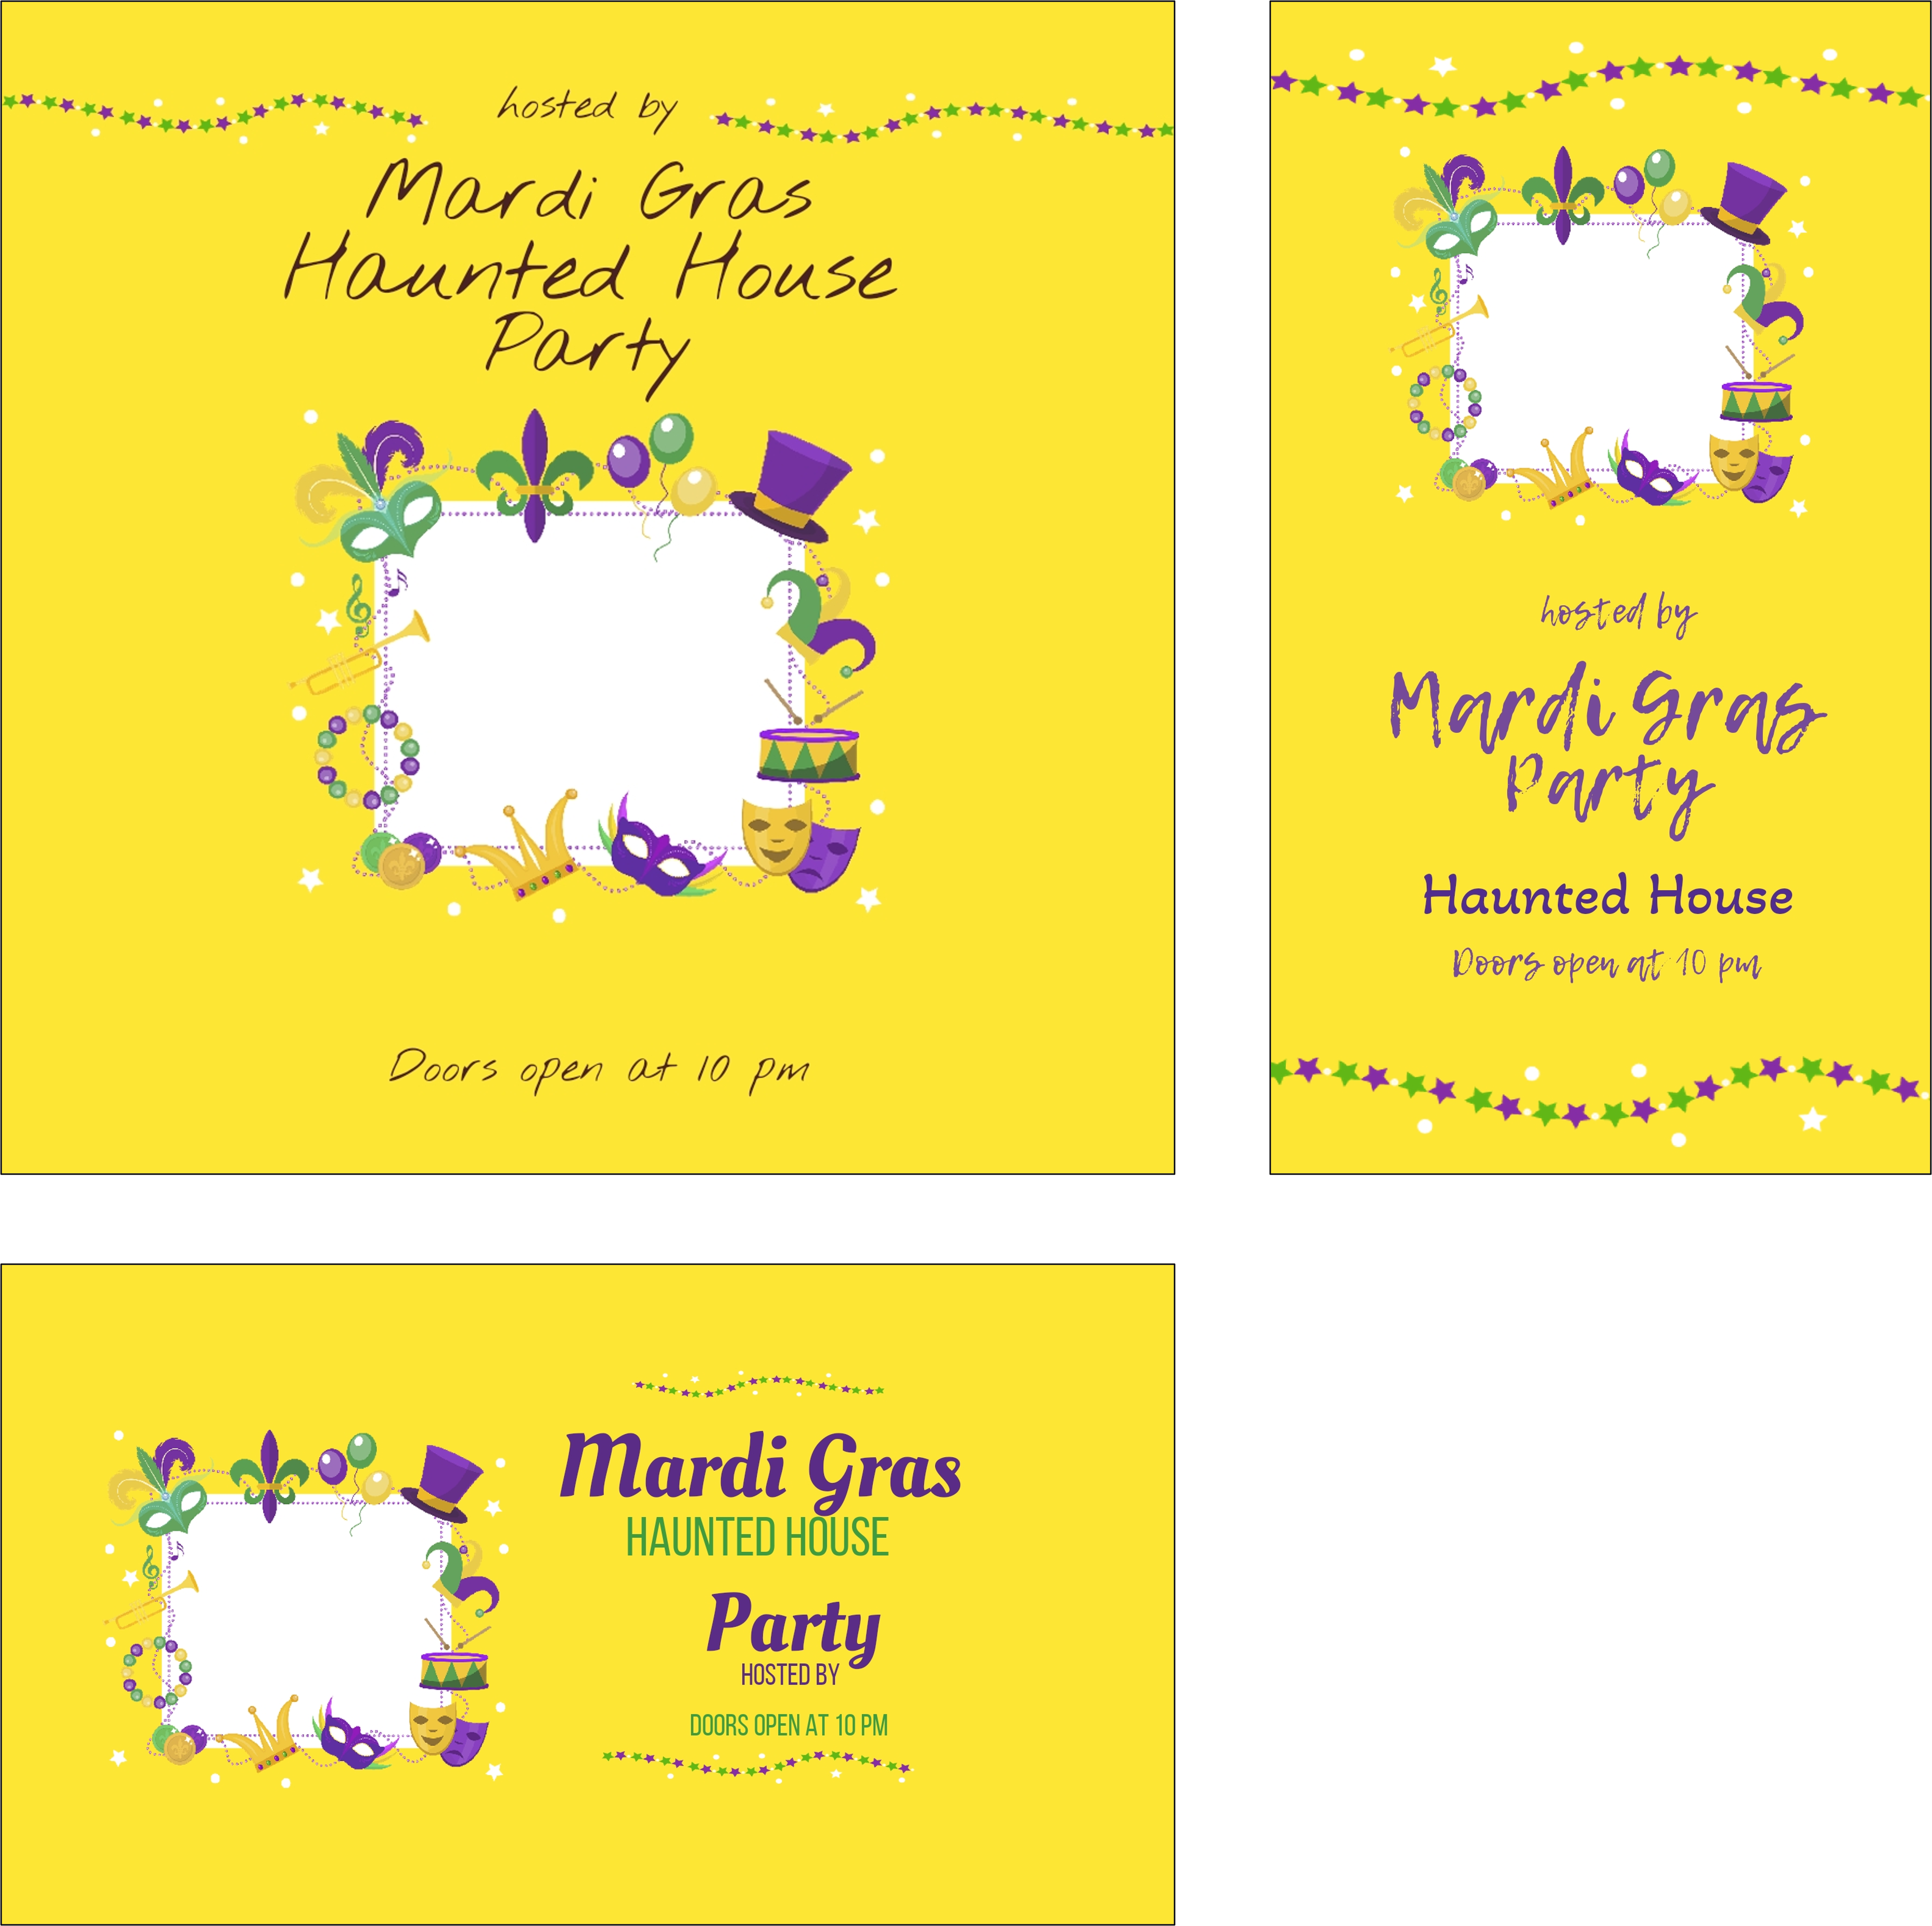 hosted by
Mardi Gras
Haunted House
Party
Doors open at 10 pm
hosted by
Mardi Gras
Party
Haunted House
Doors open at 10 pm
Mardi Gras
HAUNTED HOUSE
Party
HOSTED BY
DOORS OPEN AT 10 PM